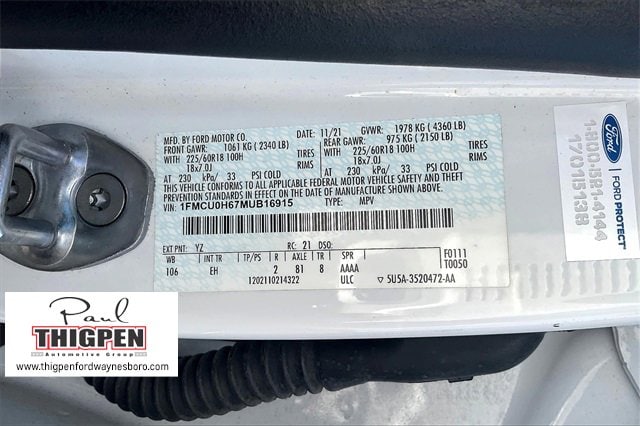 MFD. BY FORD MOTOR CO.
11/21
GVWR: 1978 KG ( 4360 LB)
FRONT GAWR: 1061 KG ( 2340 LB)
REAR GAWR: 975 KG ( 2150 LB)
WITH 225/60R18 100H TIRES
WITH 225/60R18 100H TIRES
18x7.0J RIMS
18x7.0J RIMS
AT 230 kPa/ 33 PSI COLD
AT 230 kPa/ 33 PSI COLD
THIS VEHICLE CONFORMS TO ALL APPLICABLE FEDERAL MOTOR VEHICLE SAFETY AND THEFT
PREVENTION STANDARDS IN EFFECT ON THE DATE OF MANUFACTURE SHOWN ABOVE.
VIN: 1FMCU0H67MUB16915
TYPE: MPV
EXT PNT: YZ RC: 21 DSO: F0111
WB INT TR TP/PS R AXLE TR SPR T0050
106 EH 2 81 8 AAAA
1202110214322 ULC ▽ 5U5A-3520472-AA
Ford
FORD PROTECT
1-800-521-4144
170115138
Paul
THIGPEN
Automotive Group
www.thigpenfordwaynesboro.com